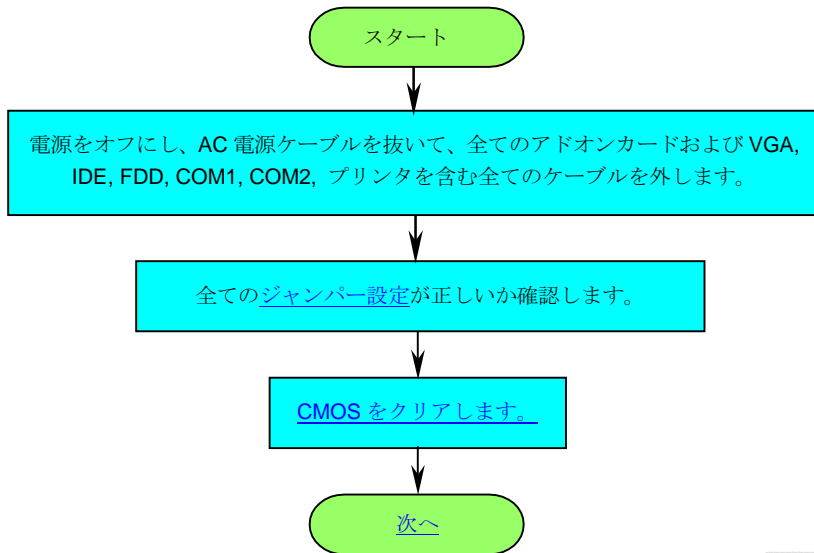 スタート
電源をオフにし、AC 電源ケーブルを抜いて、全てのアドオンカードおよび VGA,
IDE, FDD, COM1, COM2, プリンタを含む全てのケーブルを外します。
全てのジャンパー設定が正しいか確認します。
CMOS をクリアします。
次へ